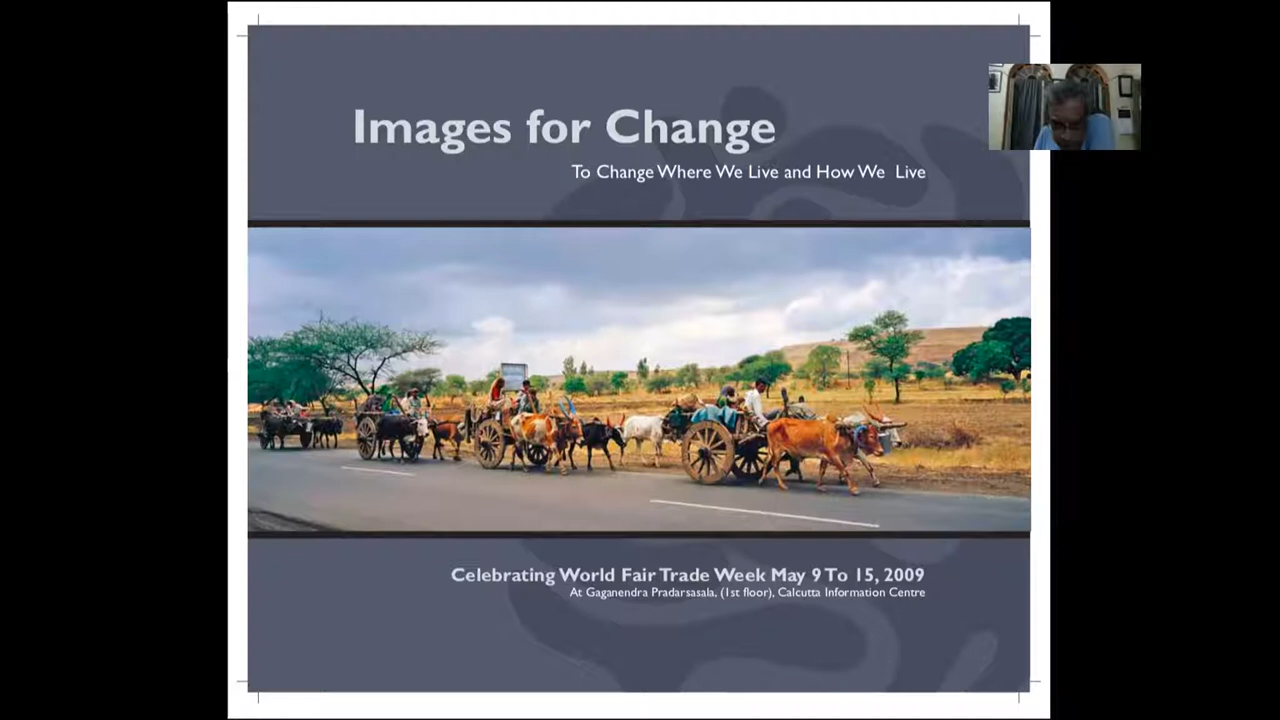 Images for Change
To Change Where We Live and How We Live
Celebrating World Fair Trade Week May 9 To 15, 2009
At Gaganendra Pradarsasala, (1st floor), Calcutta Information Centre